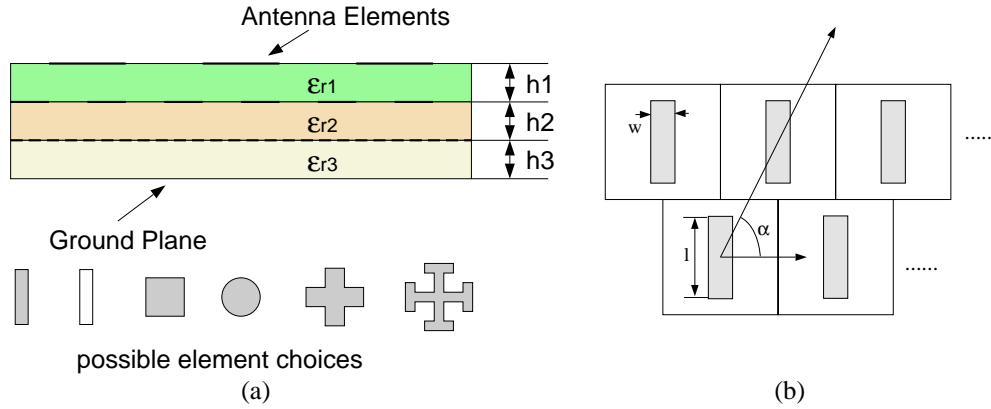 Antenna Elements
εr1
h1
εr2
h2
εr3
h3
Ground Plane
possible element choices
(a)
w
.....
α
l
......
(b)